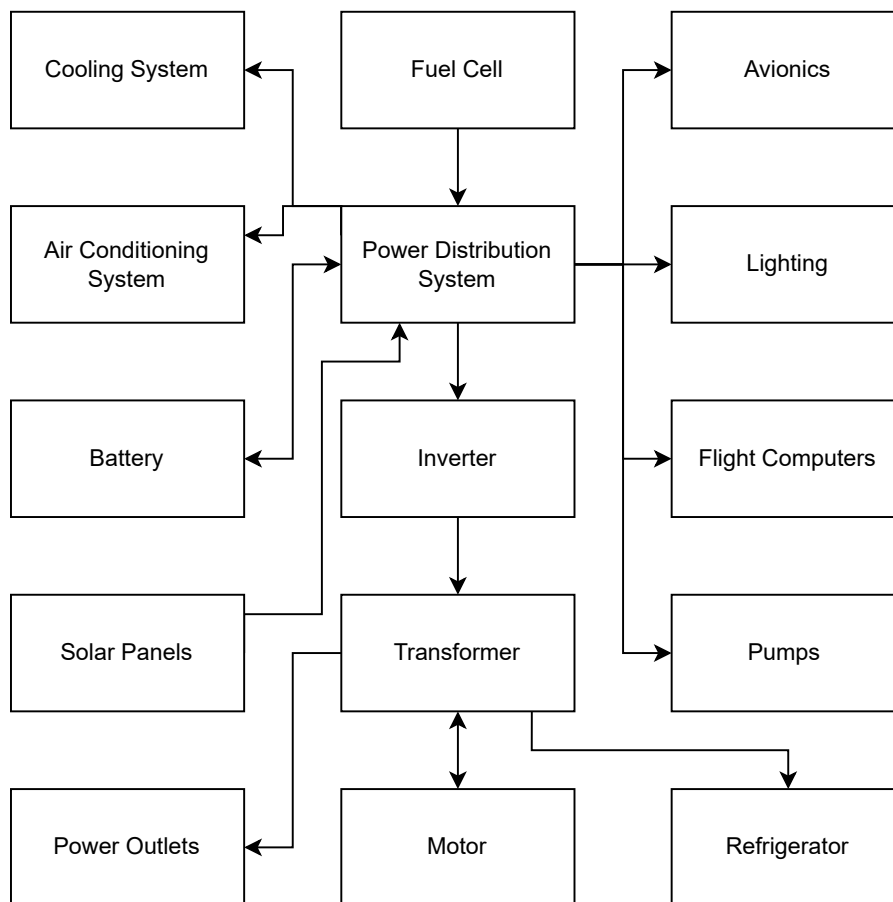 Cooling System
Fuel Cell
Avionics
Air Conditioning
System
Power Distribution
System
Lighting
Battery
Inverter
Flight Computers
Solar Panels
Transformer
Pumps
Power Outlets
Motor
Refrigerator